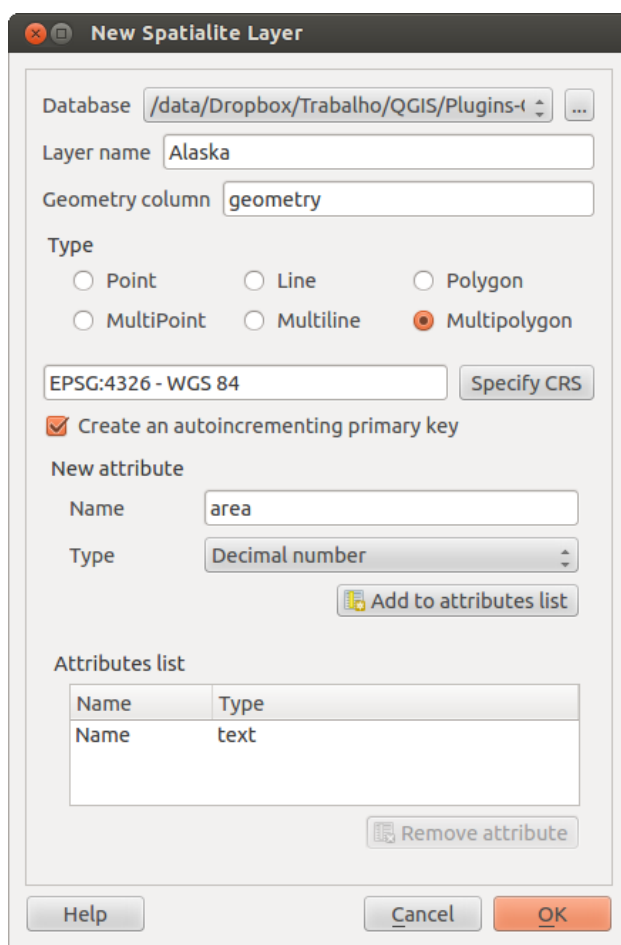 New Spatialite Layer
Database /data/Dropbox/Trabalho/QGIS/Plugins-( ...
Layer name Alaska
Geometry column geometry
Type
Point Line Polygon
MultiPoint Multiline Multipolygon
EPSG:4326 - WGS 84 Specify CRS
Create an autoincrementing primary key
New attribute
Name area
Type Decimal number
Add to attributes list
Attributes list
Name Type
Name text
Remove attribute
Help Cancel OK